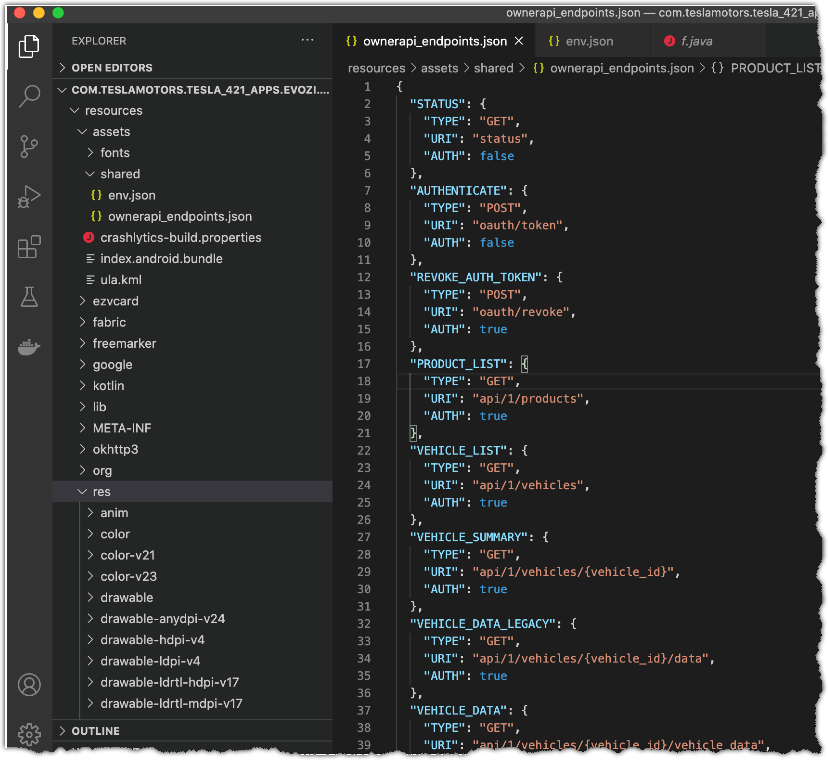 ownerapi_endpoints.json — com.teslamotors.tesla_421_ap
EXPLORER
OPEN EDITORS
COM.TESLAMOTORS.TESLA_421_APPS.EVOZI....
resources
assets
fonts
shared
{} env.json
{} ownerapi_endpoints.json
J crashlytics-build.properties
index.android.bundle
ula.kml
ezvcard
fabric
freemarker
google
kotlin
lib
META-INF
okhttp3
org
res
anim
color
color-v21
color-v23
drawable
drawable-anydpi-v24
drawable-hdpi-v4
drawable-ldpi-v4
drawable-ldrtl-hdpi-v17
drawable-ldrtl-mdpi-v17
OUTLINE
{} ownerapi_endpoints.json × {} env.json J f.java
resources > assets > shared > {} ownerapi_endpoints.json > {} PRODUCT_LIST
1 {
2 "STATUS": {
3 "TYPE": "GET",
4 "URI": "status",
5 "AUTH": false
6 },
7 "AUTHENTICATE": {
8 "TYPE": "POST",
9 "URI": "oauth/token",
10 "AUTH": false
11 },
12 "REVOKE_AUTH_TOKEN": {
13 "TYPE": "POST",
14 "URI": "oauth/revoke",
15 "AUTH": true
16 },
17 "PRODUCT_LIST": {
18 "TYPE": "GET",
19 "URI": "api/1/products",
20 "AUTH": true
21 },
22 "VEHICLE_LIST": {
23 "TYPE": "GET",
24 "URI": "api/1/vehicles",
25 "AUTH": true
26 },
27 "VEHICLE_SUMMARY": {
28 "TYPE": "GET",
29 "URI": "api/1/vehicles/{vehicle_id}",
30 "AUTH": true
31 },
32 "VEHICLE_DATA_LEGACY": {
33 "TYPE": "GET",
34 "URI": "api/1/vehicles/{vehicle_id}/data",
35 "AUTH": true
36 },
37 "VEHICLE_DATA": {
38 "TYPE": "GET",
39 "URI": "api/1/vehicles/{vehicle_id}/vehicle_data",